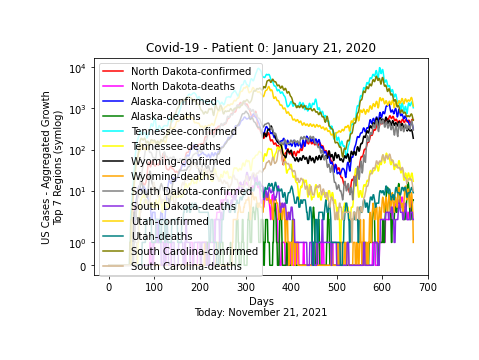 Covid-19 - Patient 0: January 21, 2020
US Cases - Aggregated Growth
Top 7 Regions (symlog)
10⁴
10³
10²
10¹
10⁰
0
North Dakota-confirmed
North Dakota-deaths
Alaska-confirmed
Alaska-deaths
Tennessee-confirmed
Tennessee-deaths
Wyoming-confirmed
Wyoming-deaths
South Dakota-confirmed
South Dakota-deaths
Utah-confirmed
Utah-deaths
South Carolina-confirmed
South Carolina-deaths
0 100 200 300 400 500 600 700
Days
Today: November 21, 2021